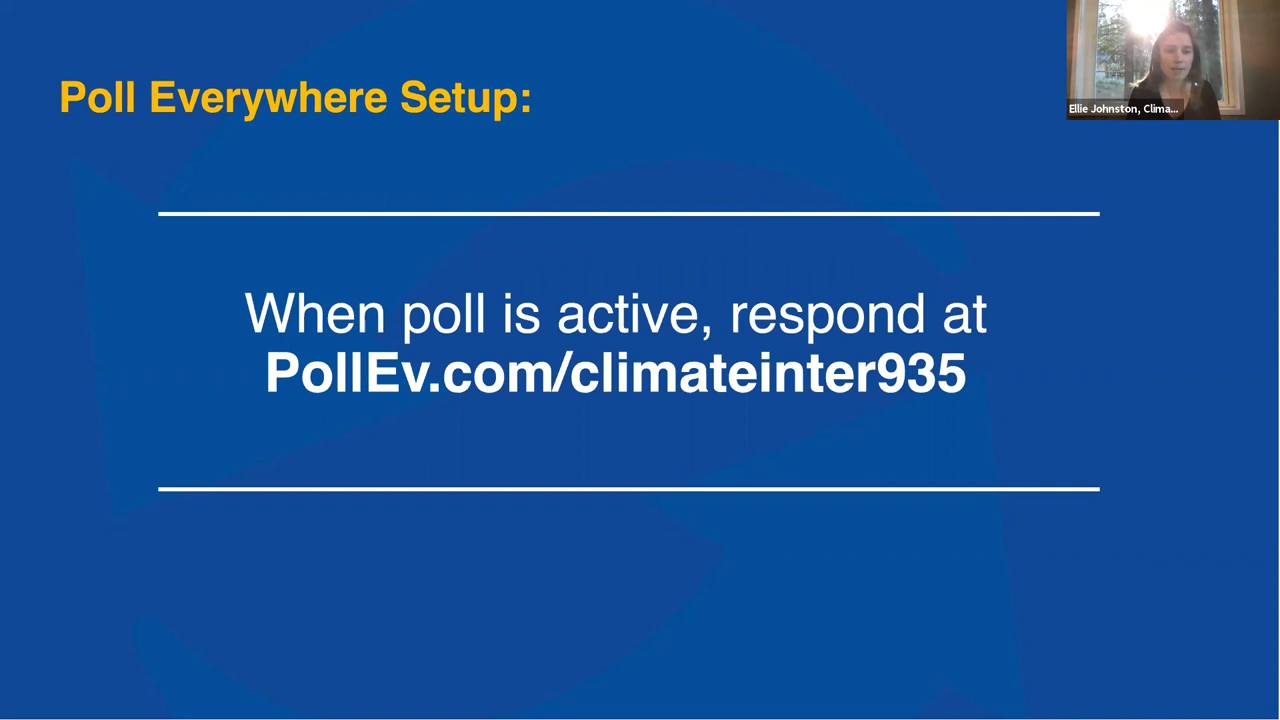 Poll Everywhere Setup:
Ellie Johnston, Clima...
When poll is active, respond at
PollEv.com/climateinter935